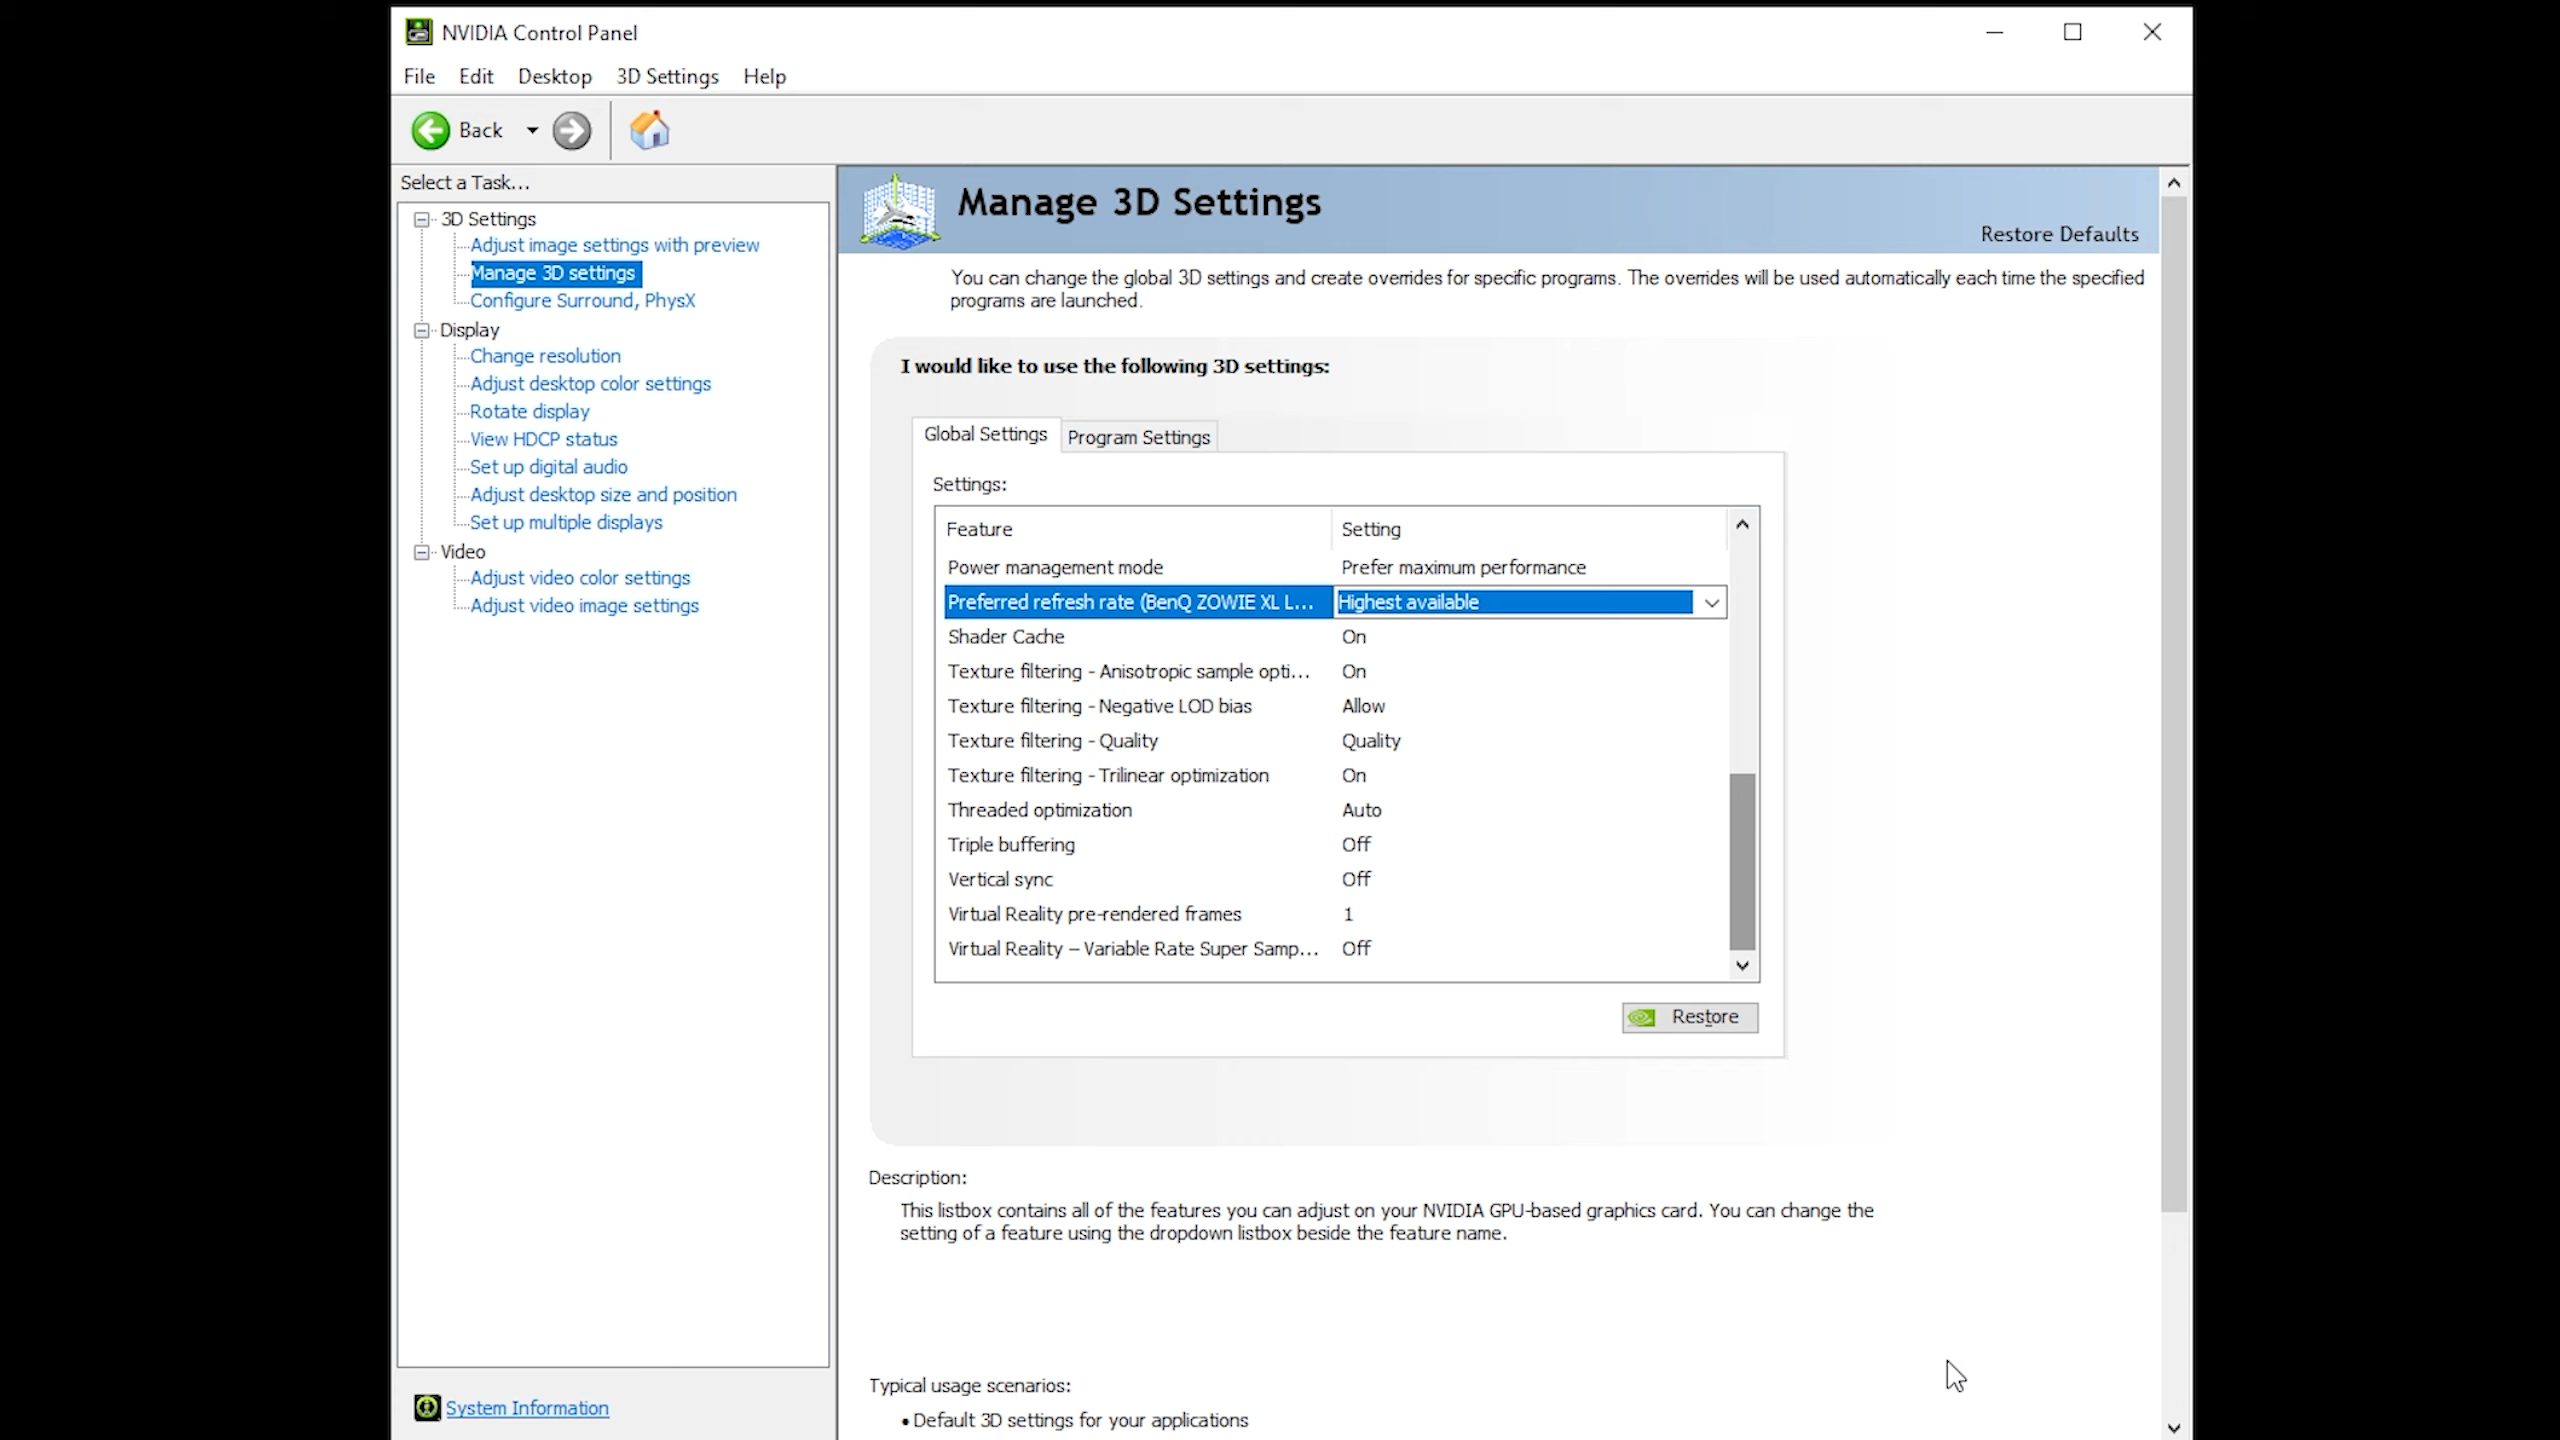 NVIDIA Control Panel
File Edit Desktop 3D Settings Help
Back
Select a Task...
3D Settings
Adjust image settings with preview
Manage 3D settings
Configure Surround, PhysX
Display
Change resolution
Adjust desktop color settings
Rotate display
View HDCP status
Set up digital audio
Adjust desktop size and position
Set up multiple displays
Video
Adjust video color settings
Adjust video image settings
System Information
Manage 3D Settings
Restore Defaults
You can change the global 3D settings and create overrides for specific programs. The overrides will be used automatically each time the specified
programs are launched.
I would like to use the following 3D settings:
Global Settings Program Settings
Settings:
Feature Setting
Power management mode Prefer maximum performance
Preferred refresh rate (BenQ ZOWIE XL L... Highest available
Shader Cache On
Texture filtering - Anisotropic sample opti... On
Texture filtering - Negative LOD bias Allow
Texture filtering - Quality Quality
Texture filtering - Trilinear optimization On
Threaded optimization Auto
Triple buffering Off
Vertical sync Off
Virtual Reality pre-rendered frames 1
Virtual Reality – Variable Rate Super Samp... Off
Restore
Description:
This listbox contains all of the features you can adjust on your NVIDIA GPU-based graphics card. You can change the
setting of a feature using the dropdown listbox beside the feature name.
Typical usage scenarios:
• Default 3D settings for your applications